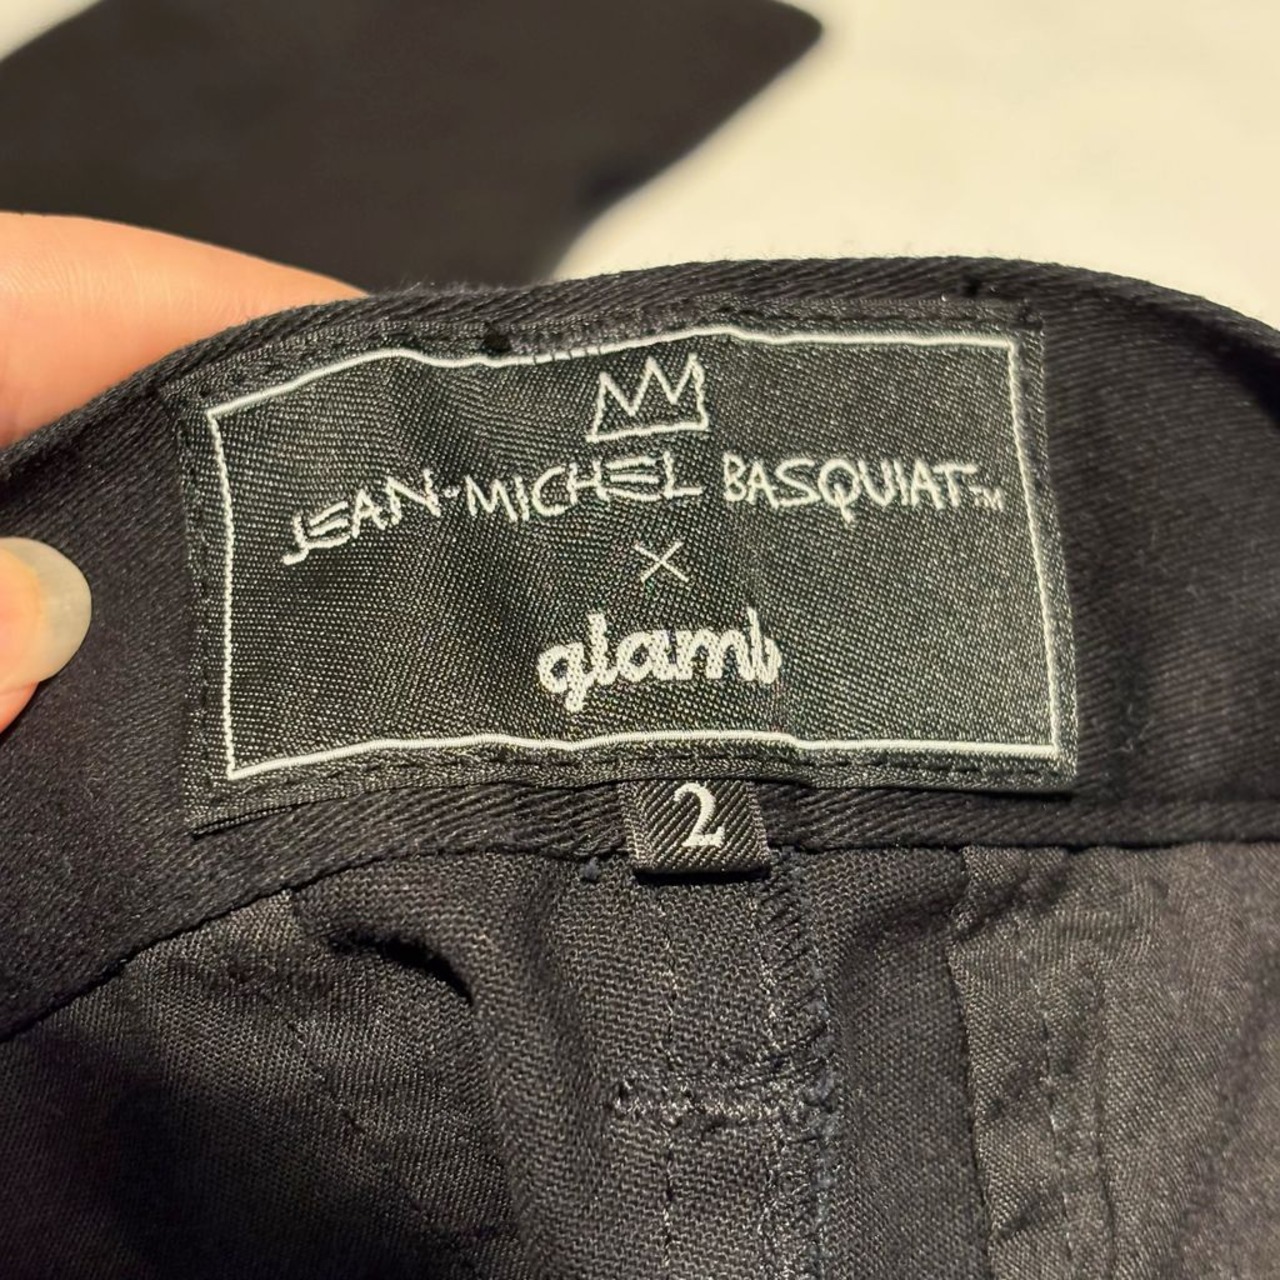 JEAN-MICHEL BASQUIAT™
×
glamb
2